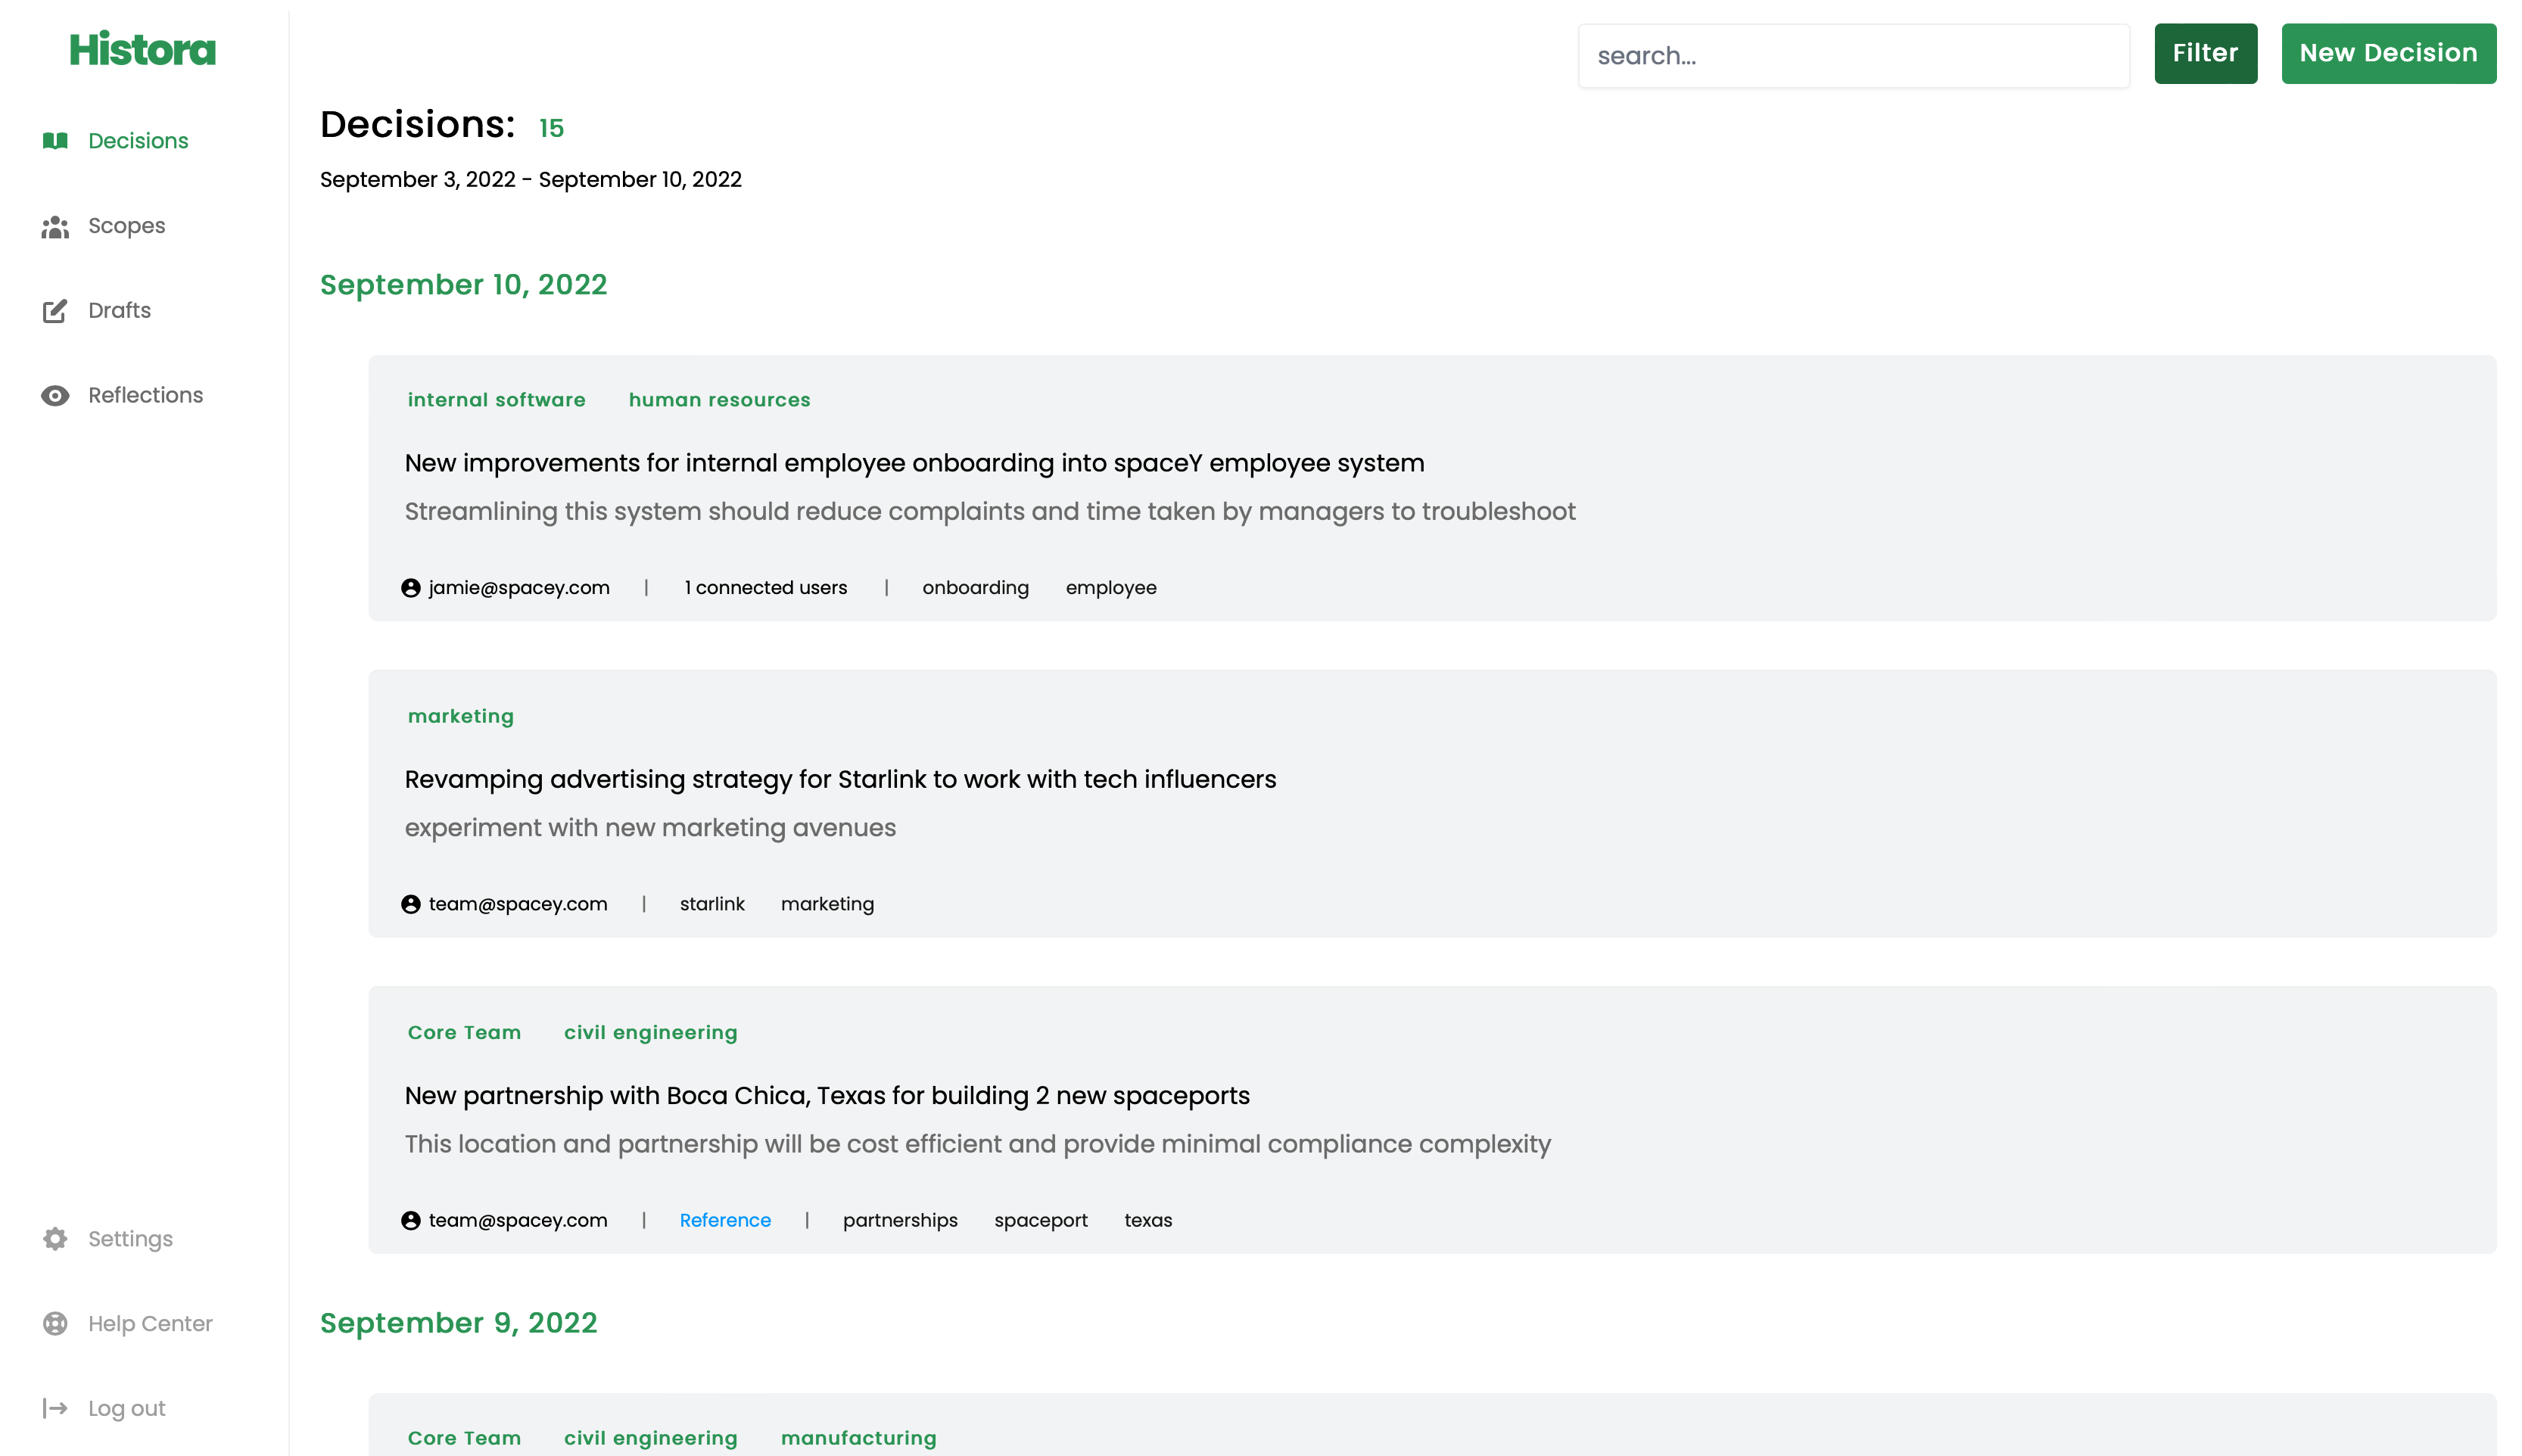 Histora
search...
Filter
New Decision
Decisions
Scopes
Drafts
Reflections
Settings
Help Center
Log out
Decisions: 15
September 3, 2022 - September 10, 2022
September 10, 2022
internal software human resources
New improvements for internal employee onboarding into spaceY employee system
Streamlining this system should reduce complaints and time taken by managers to troubleshoot
jamie@spacey.com | 1 connected users | onboarding employee
marketing
Revamping advertising strategy for Starlink to work with tech influencers
experiment with new marketing avenues
team@spacey.com | starlink marketing
Core Team civil engineering
New partnership with Boca Chica, Texas for building 2 new spaceports
This location and partnership will be cost efficient and provide minimal compliance complexity
team@spacey.com | Reference | partnerships spaceport texas
September 9, 2022
Core Team civil engineering manufacturing